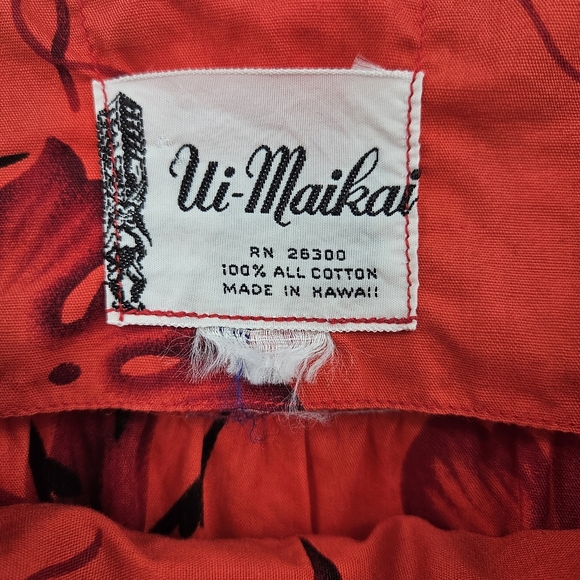 Ui-Maikai
RN 26300
100% ALL COTTON
MADE IN HAWAII